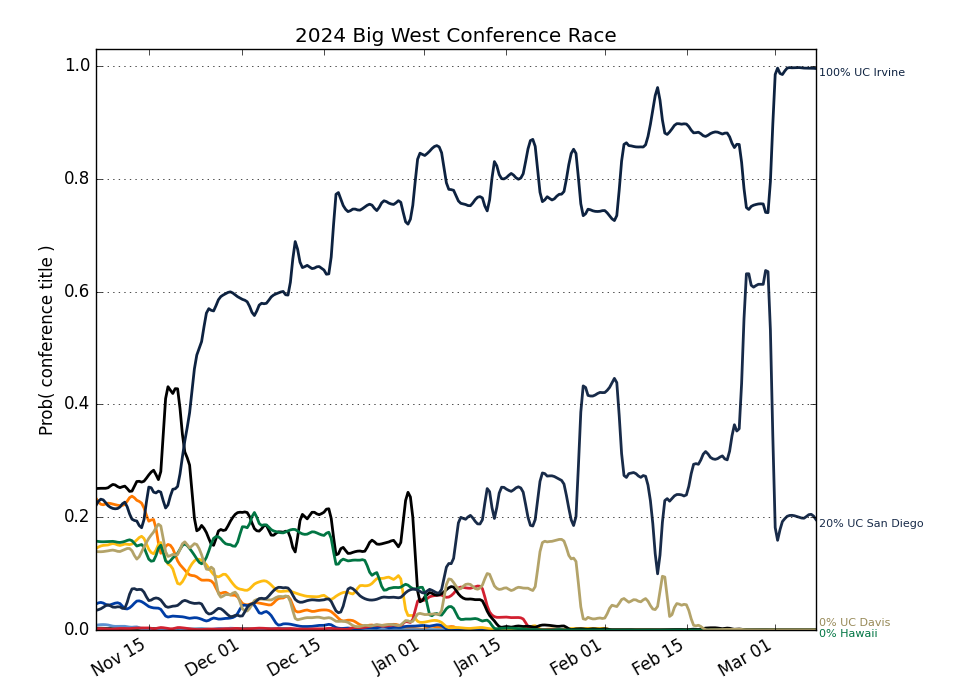 2024 Big West Conference Race
Prob( conference title )
1.0
0.8
0.6
0.4
0.2
0.0
Nov 15
Dec 01
Dec 15
Jan 01
Jan 15
Feb 01
Feb 15
Mar 01
100% UC Irvine
20% UC San Diego
0% UC Davis
0% Hawaii